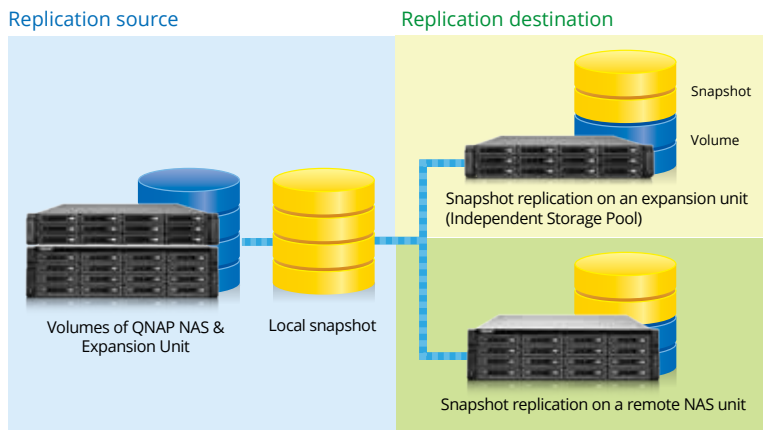 Replication source
Replication destination
Snapshot
Volume
Snapshot replication on an expansion unit
(Independent Storage Pool)
Volumes of QNAP NAS &
Expansion Unit
Local snapshot
Snapshot replication on a remote NAS unit